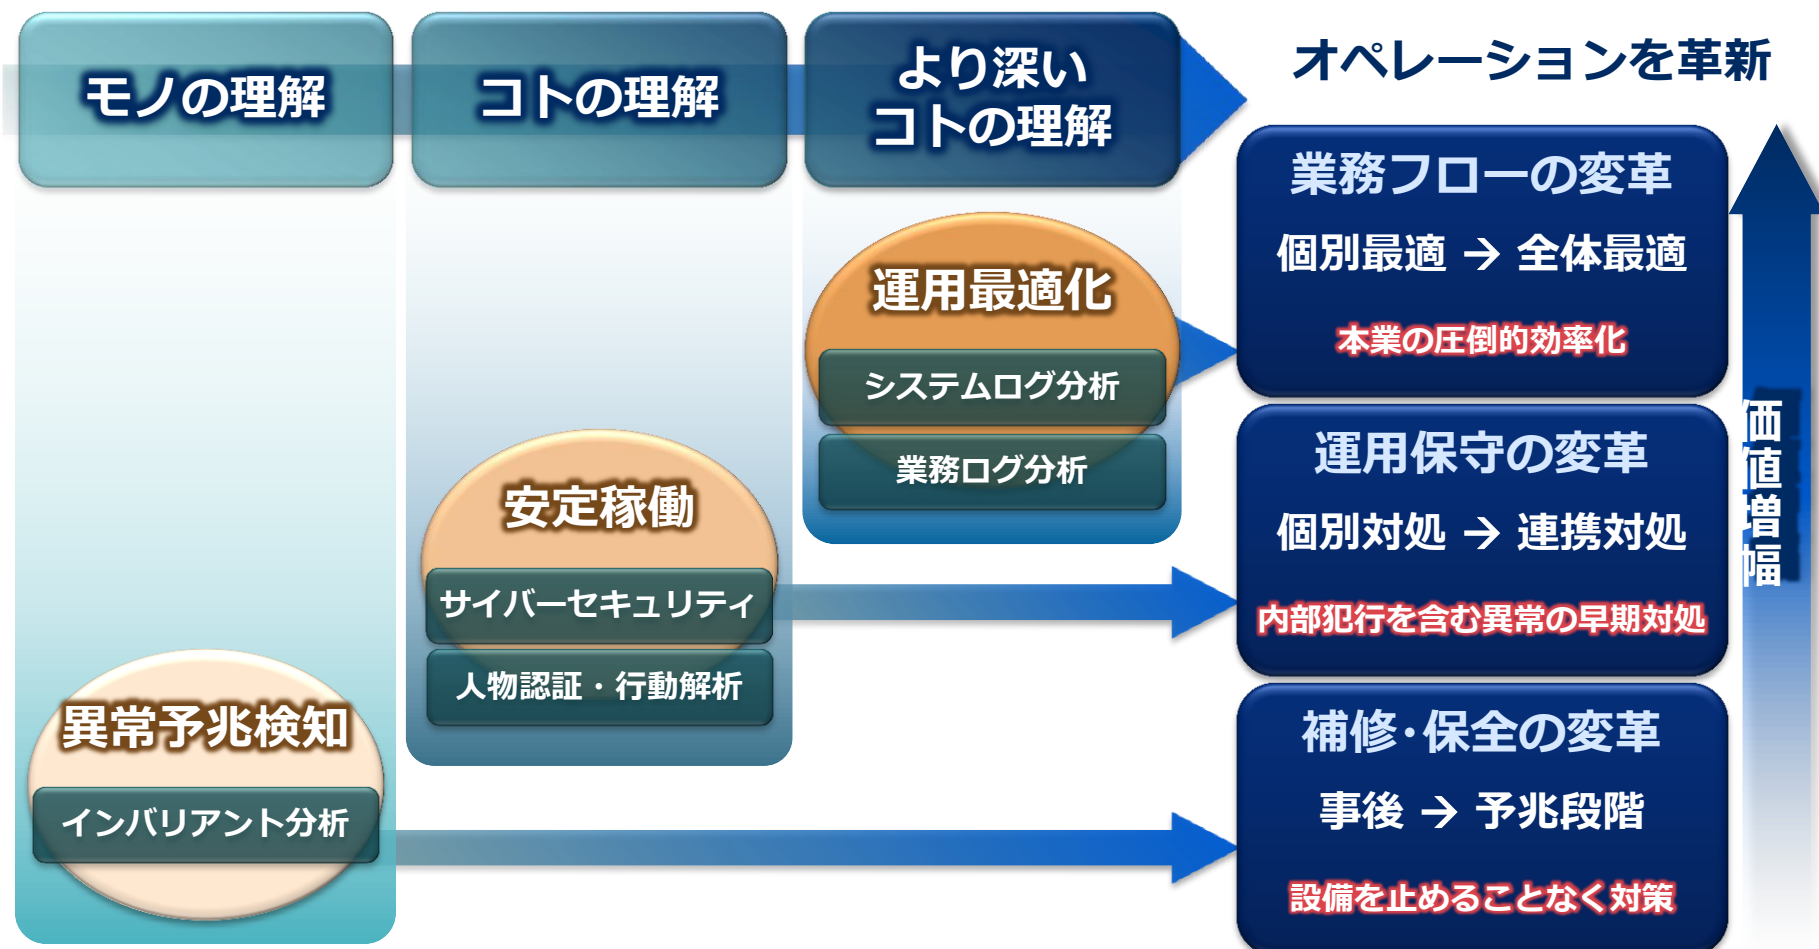 モノの理解
コトの理解
より深い
コトの理解
オペレーションを革新
運用最適化
システムログ分析
業務ログ分析
安定稼働
サイバーセキュリティ
人物認証・行動解析
異常予兆検知
インバリアント分析
業務フローの変革
個別最適 → 全体最適
本業の圧倒的効率化
運用保守の変革
個別対処 → 連携対処
内部犯行を含む異常の早期対処
補修・保全の変革
事後 → 予兆段階
設備を止めることなく対策
価値増幅